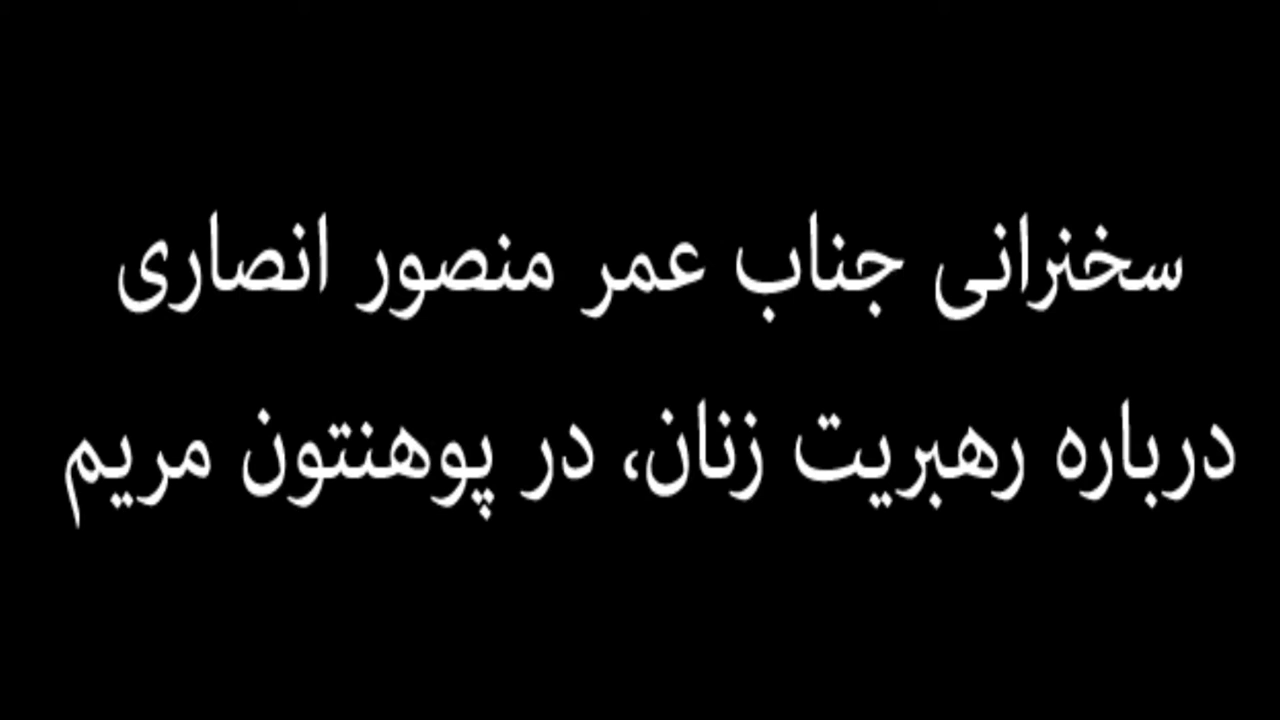 سخنرانی جناب عمر منصور انصاری
درباره رهبریت زنان، در پوهنتون مریم